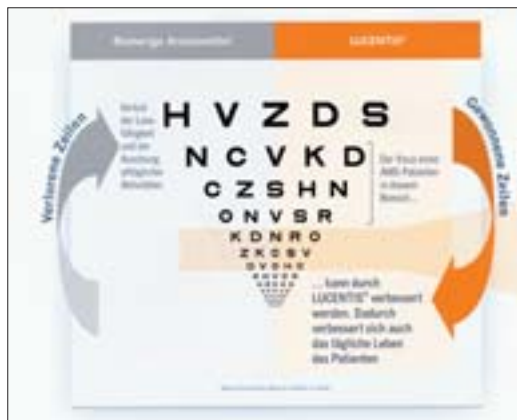 Bisherige Arzneimittel
LUCENTIS®
Verlorene Zeilen
Gewonnene Zeilen
Verlust
der Lese-
fähigkeit
und der
Ausübung
alltäglicher
Aktivitäten
H V Z D S
N C V K D
C Z S H N
O N V S R
K D N R O
Z K C S V
D V O H C
Der Visus eines
AMD-Patienten
in diesem
Bereich...
... kann durch
LUCENTIS® verbessert
werden. Dadurch
verbessert sich auch
das tägliche Leben
des Patienten